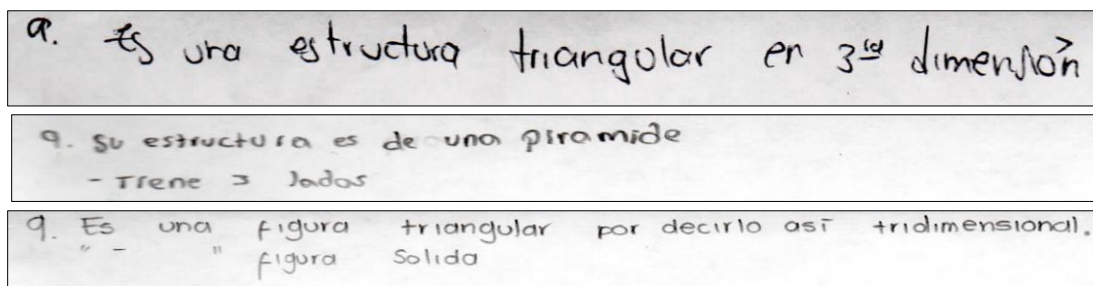 a. Es una estructura triangular en 3ra dimensión
9. Su estructura es de una piramide
- Tiene 3 lados
9. Es una figura triangular por decirlo así tridimensional.
" - " figura Solida